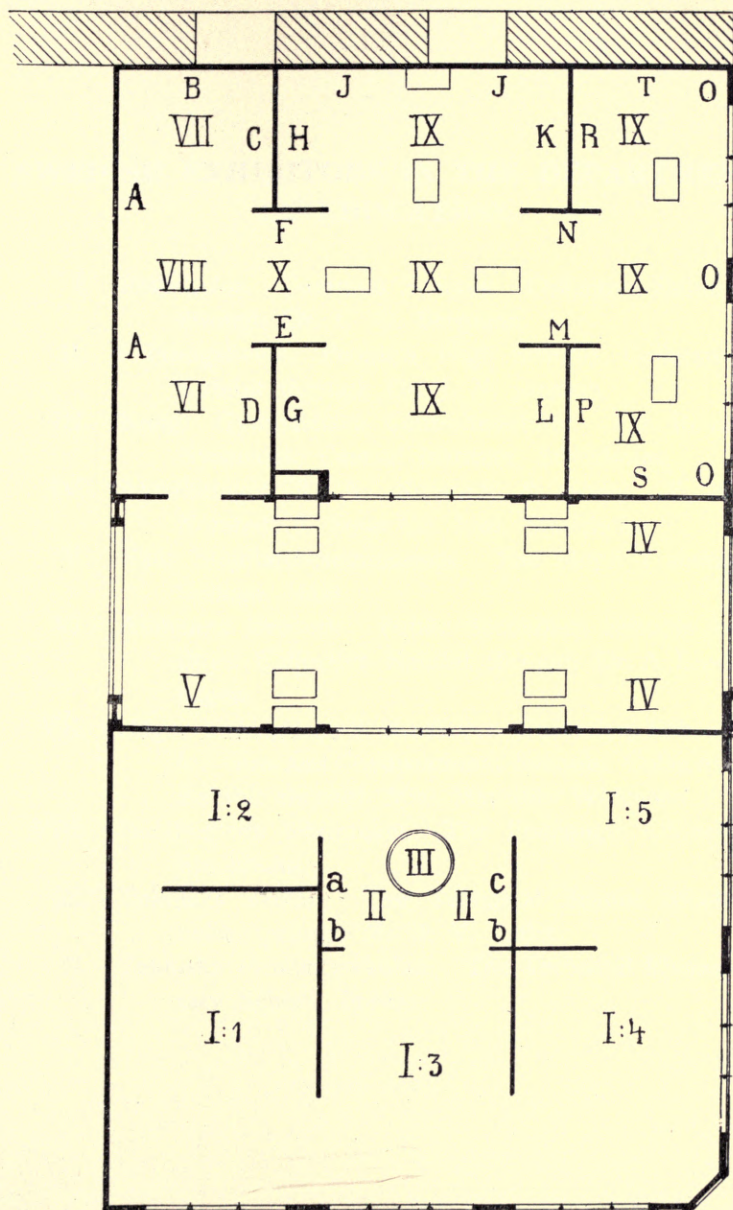 B J J T O
VII C H IX K R IX
A
F N
VIII X IX IX O
A E M
VI D G IX L P IX
S O
IV
V IV
I:2 I:5
III
a c
II II
b b
I:1 I:4
I:3